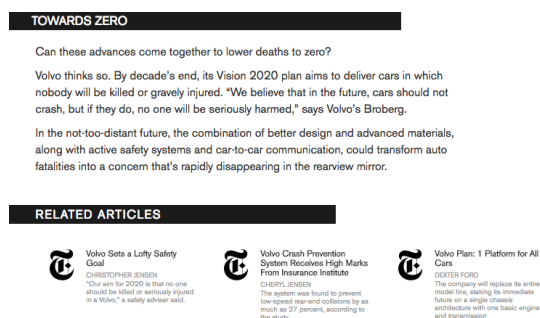 TOWARDS ZERO
Can these advances come together to lower deaths to zero?
Volvo thinks so. By decade's end, its Vision 2020 plan aims to deliver cars in which
nobody will be killed or gravely injured. “We believe that in the future, cars should not
crash, but if they do, no one will be seriously harmed,” says Volvo's Broberg.
In the not-too-distant future, the combination of better design and advanced materials,
along with active safety systems and car-to-car communication, could transform auto
fatalities into a concern that's rapidly disappearing in the rearview mirror.
RELATED ARTICLES
Volvo Sets a Lofty Safety
Goal
CHRISTOPHER JENSEN
“Our aim for 2020 is that no one
should be killed or seriously injured
in a Volvo,” a safety adviser said.
Volvo Crash Prevention
System Receives High Marks
From Insurance Institute
CHERYL JENSEN
The system was found to prevent
low-speed rear-end collisions by as
much as 27 percent, according to
the study.
Volvo Plan: 1 Platform for All
Cars
DEXTER FORD
The company will replace its entire
model line, staking its immediate
future on a single chassis
architecture with one basic engine
and transmission